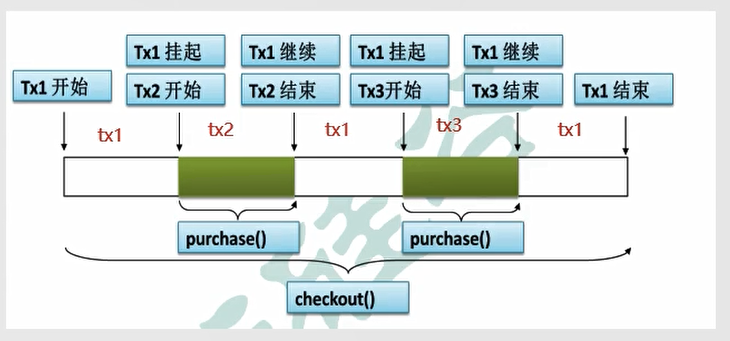 Tx1 挂起
Tx1 继续
Tx1 挂起
Tx1 继续
Tx1 开始
Tx2 开始
Tx2 结束
Tx3开始
Tx3 结束
Tx1 结束
tx1
tx2
tx1
tx3
tx1
purchase()
purchase()
checkout()